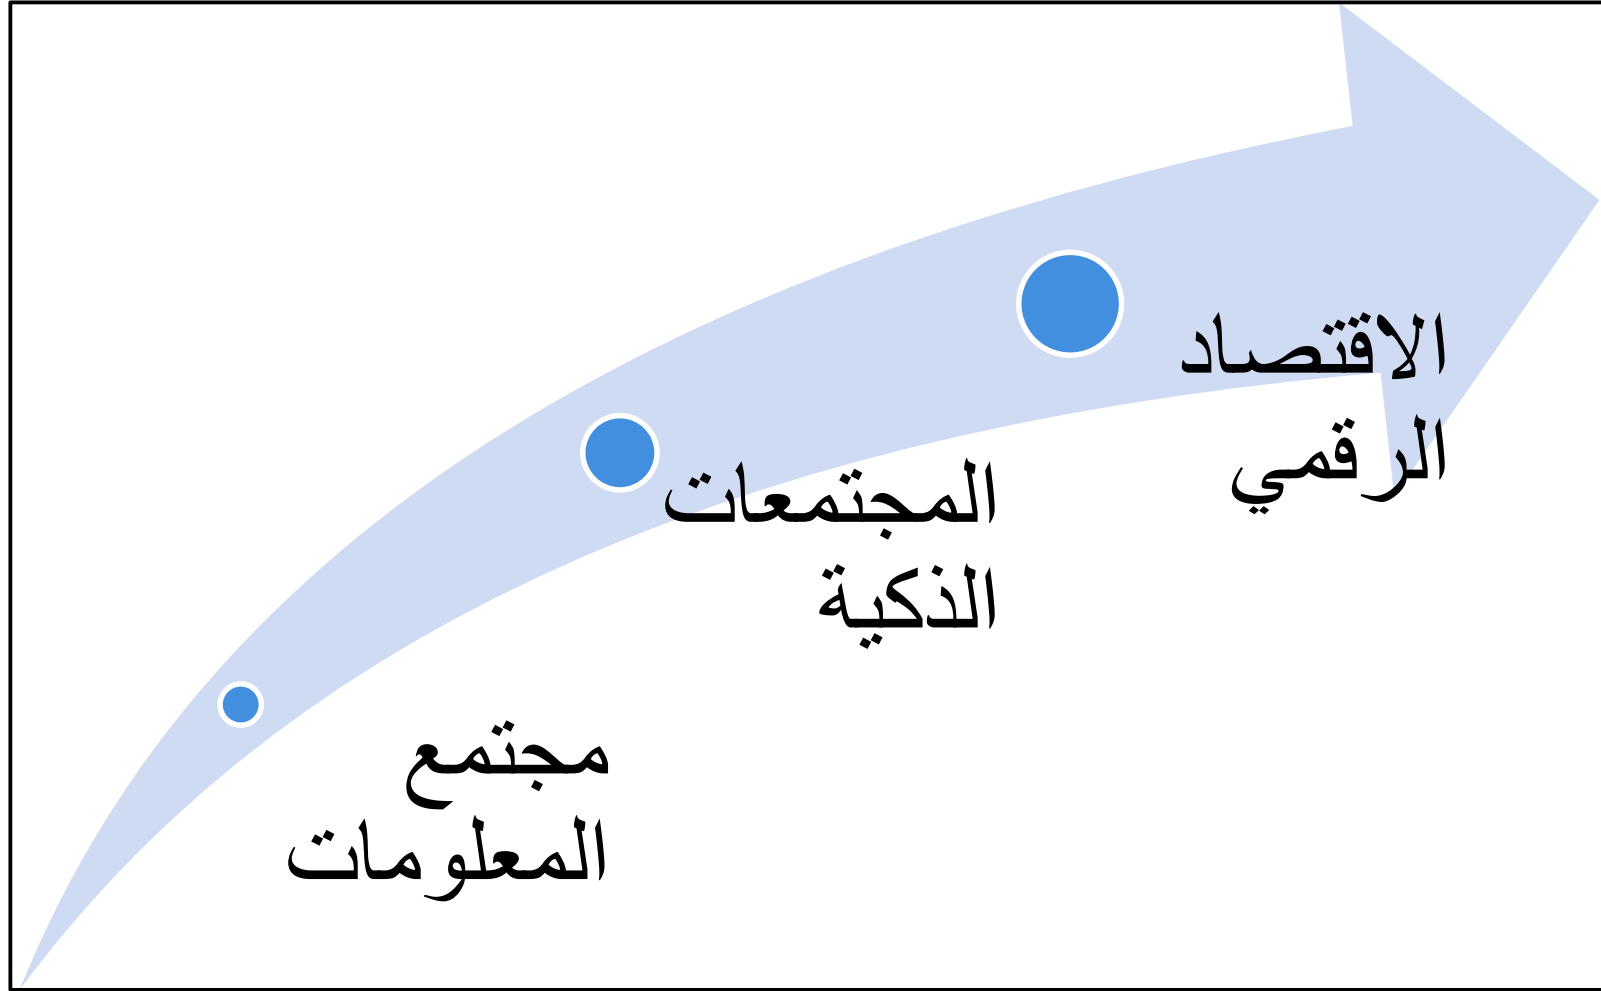 الاقتصاد
الرقمي
المجتمعات
الذكية
مجتمع
المعلومات